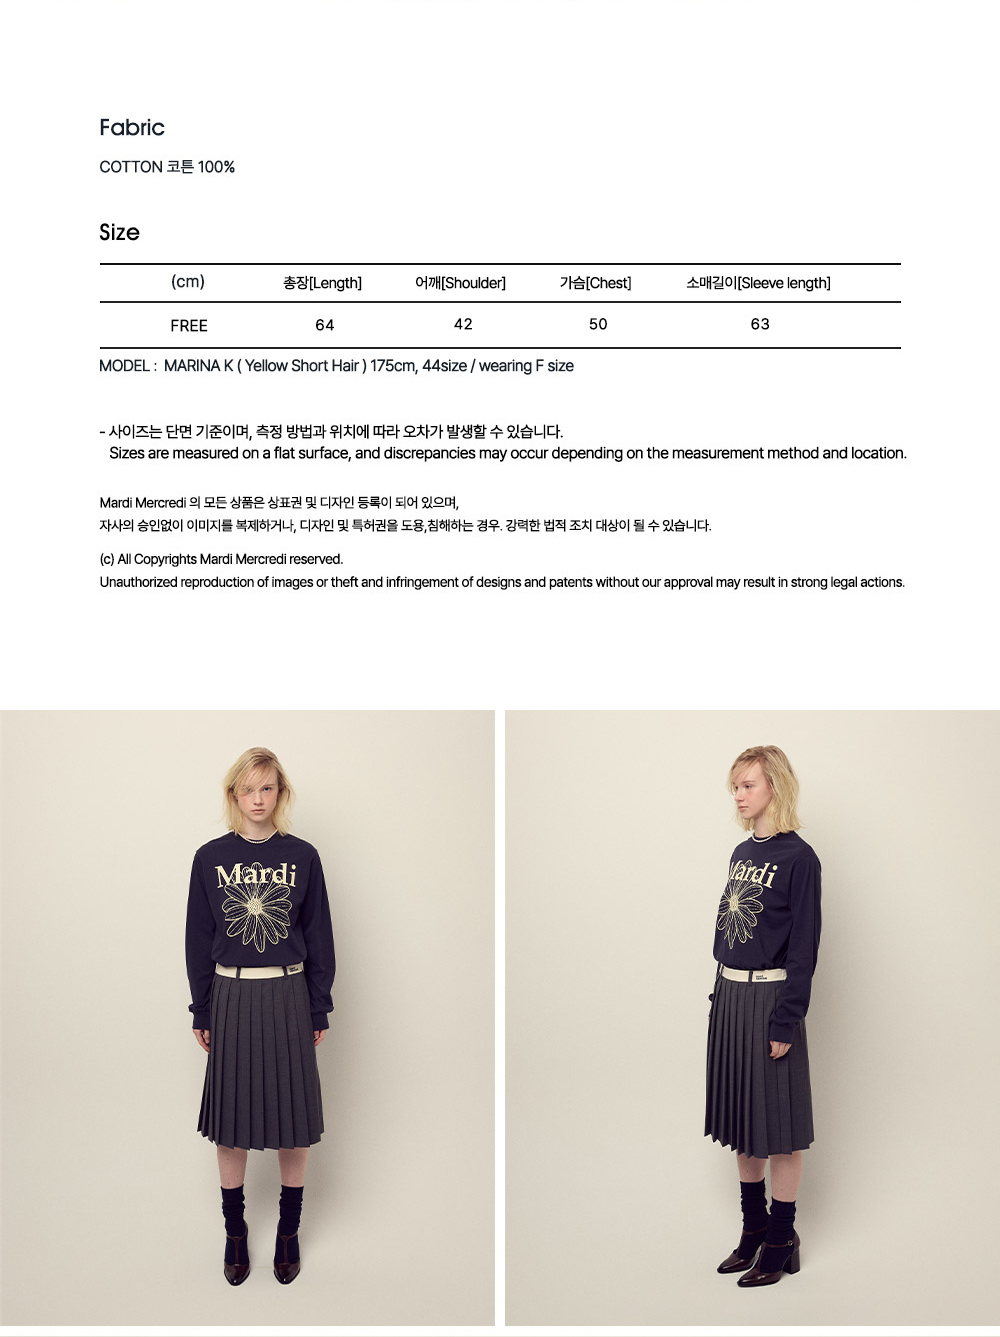 Fabric
COTTON 코튼 100%
Size
(cm) 총장[Length] 어깨[Shoulder] 가슴[Chest] 소매길이[Sleeve length]
FREE 64 42 50 63
MODEL : MARINA K ( Yellow Short Hair ) 175cm, 44size / wearing F size
- 사이즈는 단면 기준이며, 측정 방법과 위치에 따라 오차가 발생할 수 있습니다.
Sizes are measured on a flat surface, and discrepancies may occur depending on the measurement method and location.
Mardi Mercredi 의 모든 상품은 상표권 및 디자인 등록이 되어 있으며,
자사의 승인없이 이미지를 복제하거나, 디자인 및 특허권을 도용,침해하는 경우. 강력한 법적 조치 대상이 될 수 있습니다.
(c) All Copyrights Mardi Mercredi reserved.
Unauthorized reproduction of images or theft and infringement of designs and patents without our approval may result in strong legal actions.
Mardi
Mardi